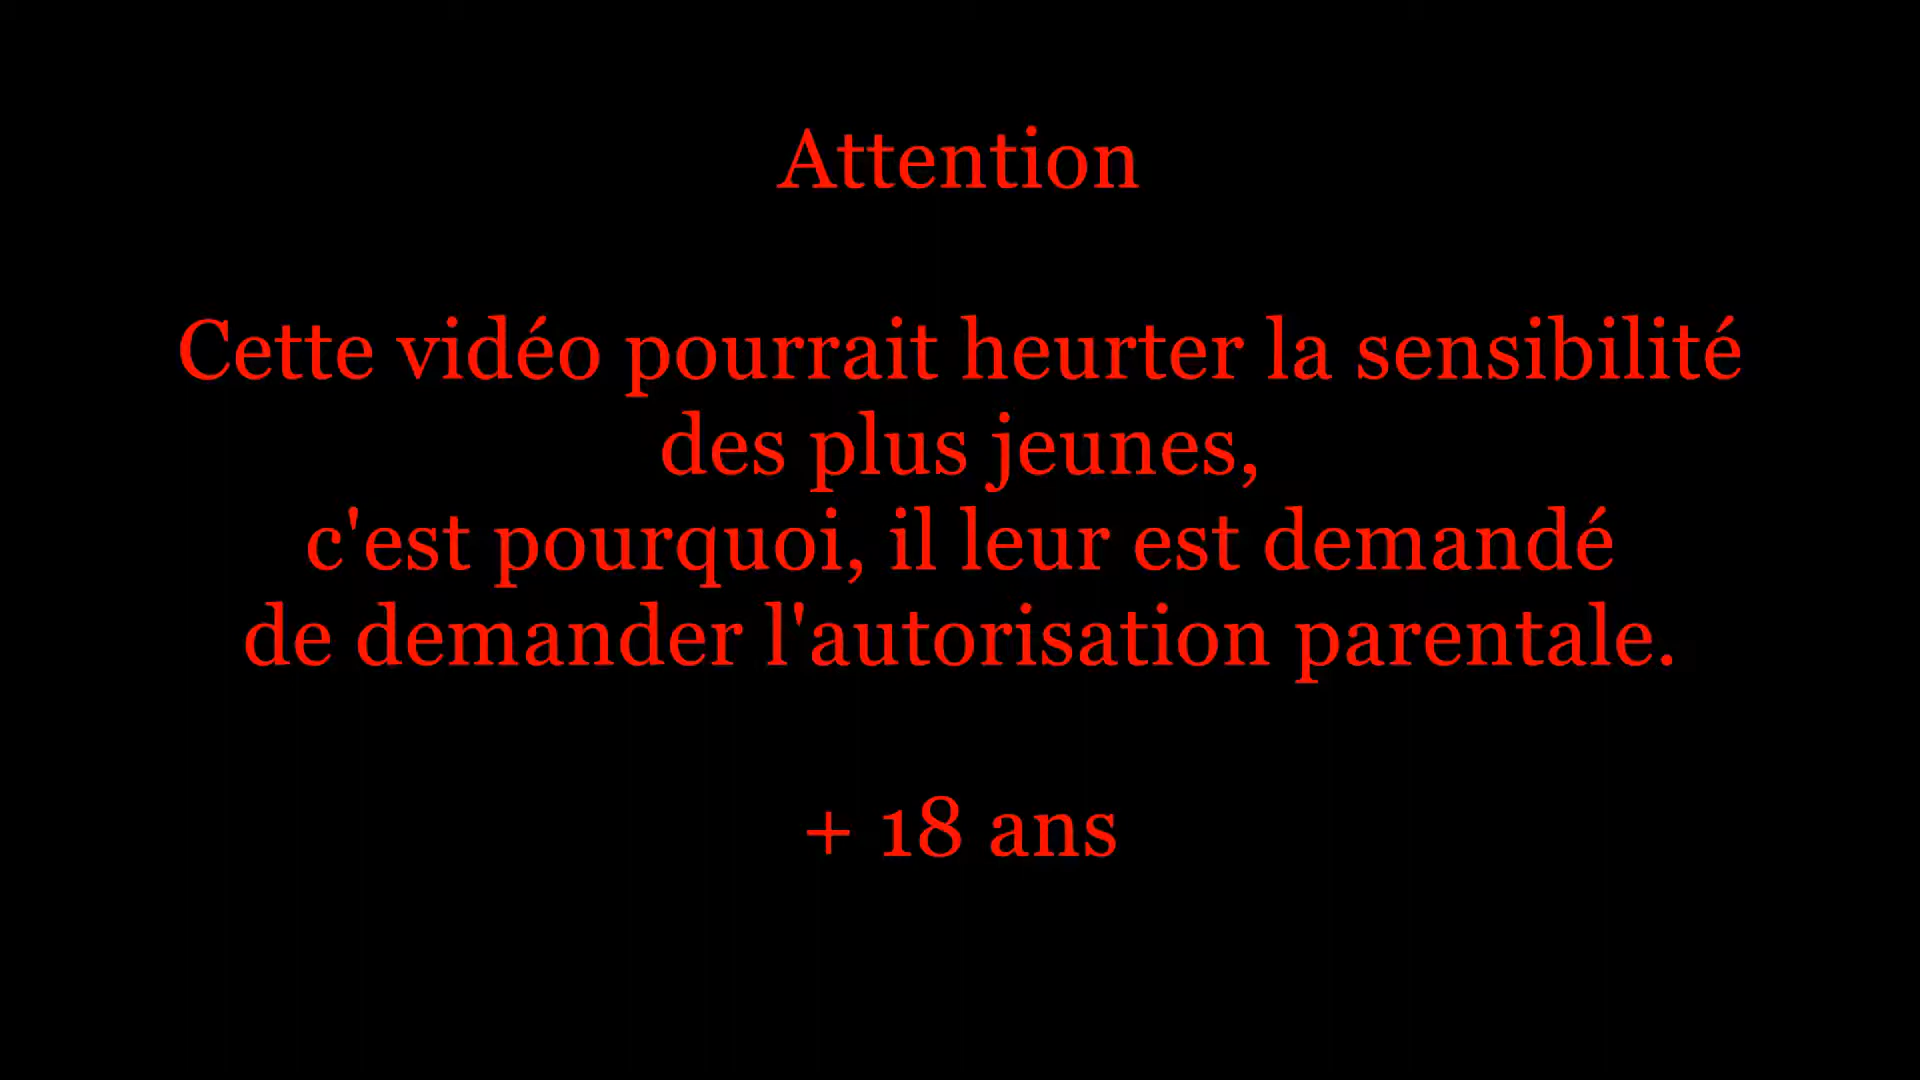 Attention
Cette vidéo pourrait heurter la sensibilité
des plus jeunes,
c'est pourquoi, il leur est demandé
de demander l'autorisation parentale.
+ 18 ans